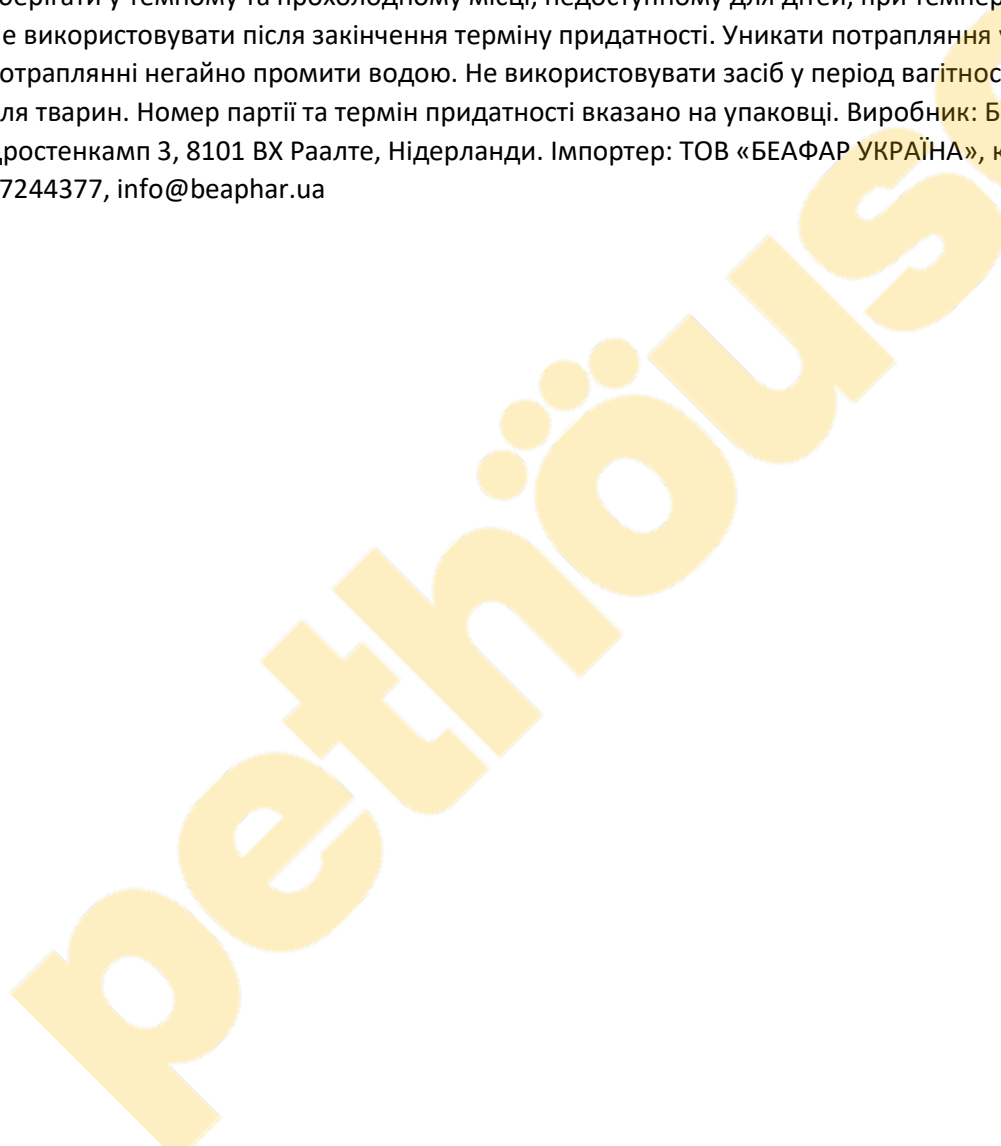 берігати у темному та прохолодному місці, недоступному для дітей, при темпер
е використовувати після закінчення терміну придатності. Уникати потрапляння у
отраплянні негайно промити водою. Не використовувати засіб у період вагітнос
ля тварин. Номер партії та термін придатності вказано на упаковці. Виробник: Б
дростенкамп 3, 8101 ВХ Раалте, Нідерланди. Імпортер: ТОВ «БЕАФАР УКРАЇНА», к
7244377, info@beaphar.ua
pethous